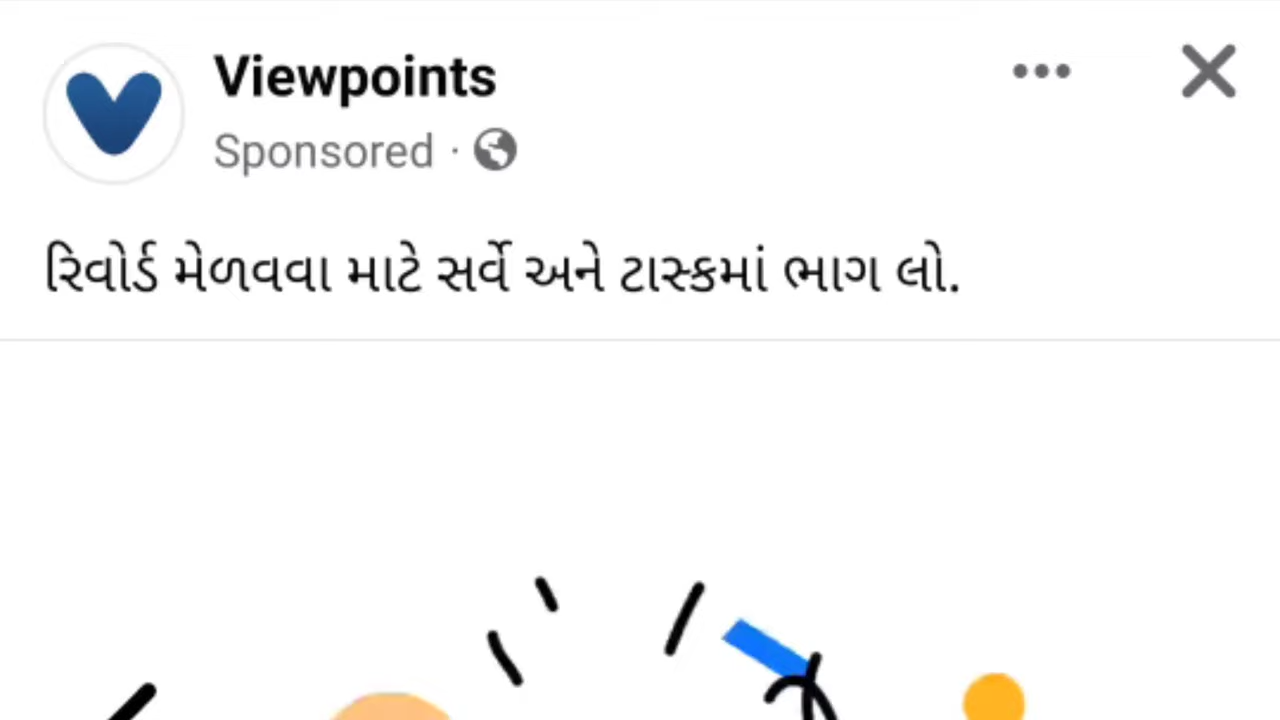 Viewpoints
Sponsored ·
રિવોર્ડ મેળવવા માટે સર્વે અને ટાસ્કમાં ભાગ લો.